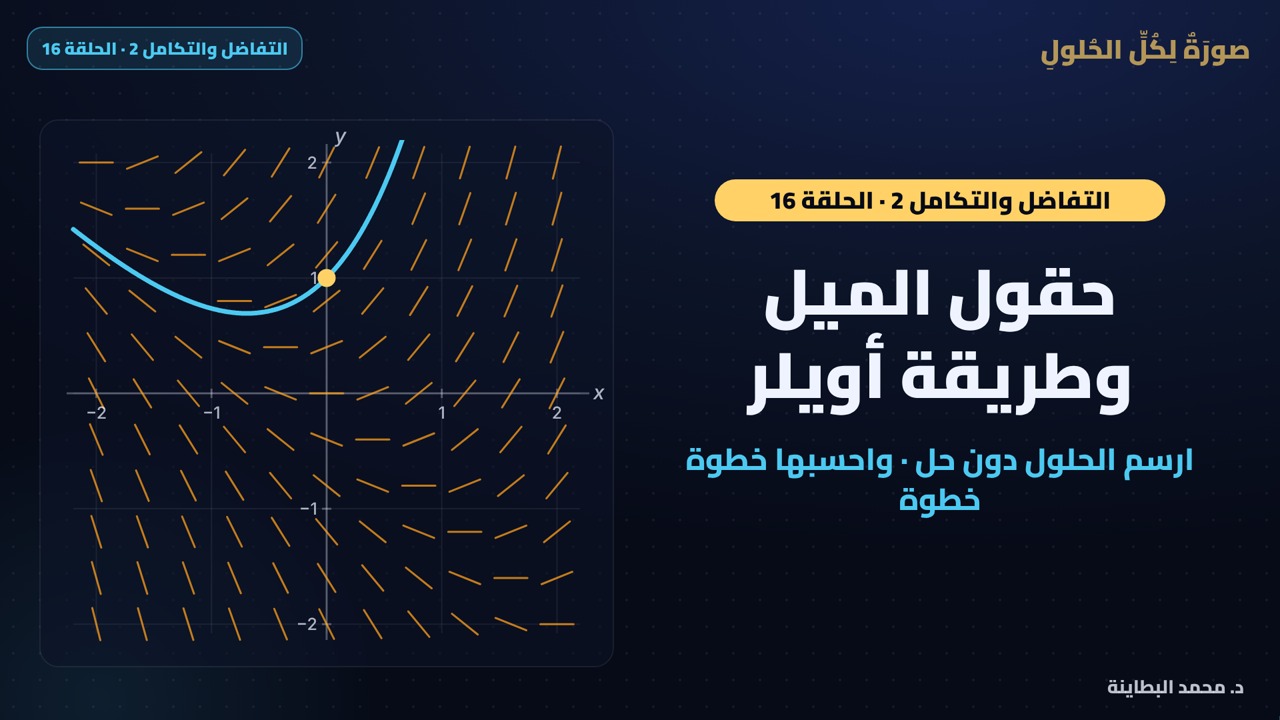 صورَةٌ لِكُلِّ الحُلولِ
التفاضل والتكامل 2 · الحلقة 16
التفاضل والتكامل 2 · الحلقة 16
حقول الميل
وطريقة أويلر
ارسم الحلول دون حل · واحسبها خطوة
خطوة
y
2
1
−2 −1 1 2 x
−1
−2
د. محمد البطاينة